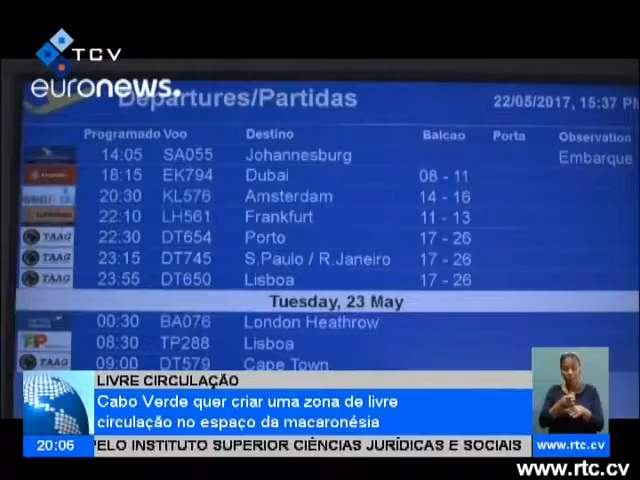 TCV
euronews.
Departures/Partidas
22/05/2017, 15:37 PM
Programado Voo Destino Balcao Porta Observation
14:05 SA055 Johannesburg Embarque
18:15 EK794 Dubai 08 - 11
20:30 KL576 Amsterdam 14 - 16
22:10 LH561 Frankfurt 11 - 13
TAAG 22:30 DT654 Porto 17 - 26
TAAG 23:15 DT745 S.Paulo / R.Janeiro 17 - 26
TAAG 23:55 DT650 Lisboa 17 - 26
Tuesday, 23 May
00:30 BA076 London Heathrow
TP 08:30 TP288 Lisboa
TAAG 09:00 DT579 Cape Town
LIVRE CIRCULAÇÃO
Cabo Verde quer criar uma zona de livre
circulação no espaço da macaronésia
20:06 PELO INSTITUTO SUPERIOR CIÊNCIAS JURÍDICAS E SOCIAIS
www.rtc.cv
www.rtc.cv